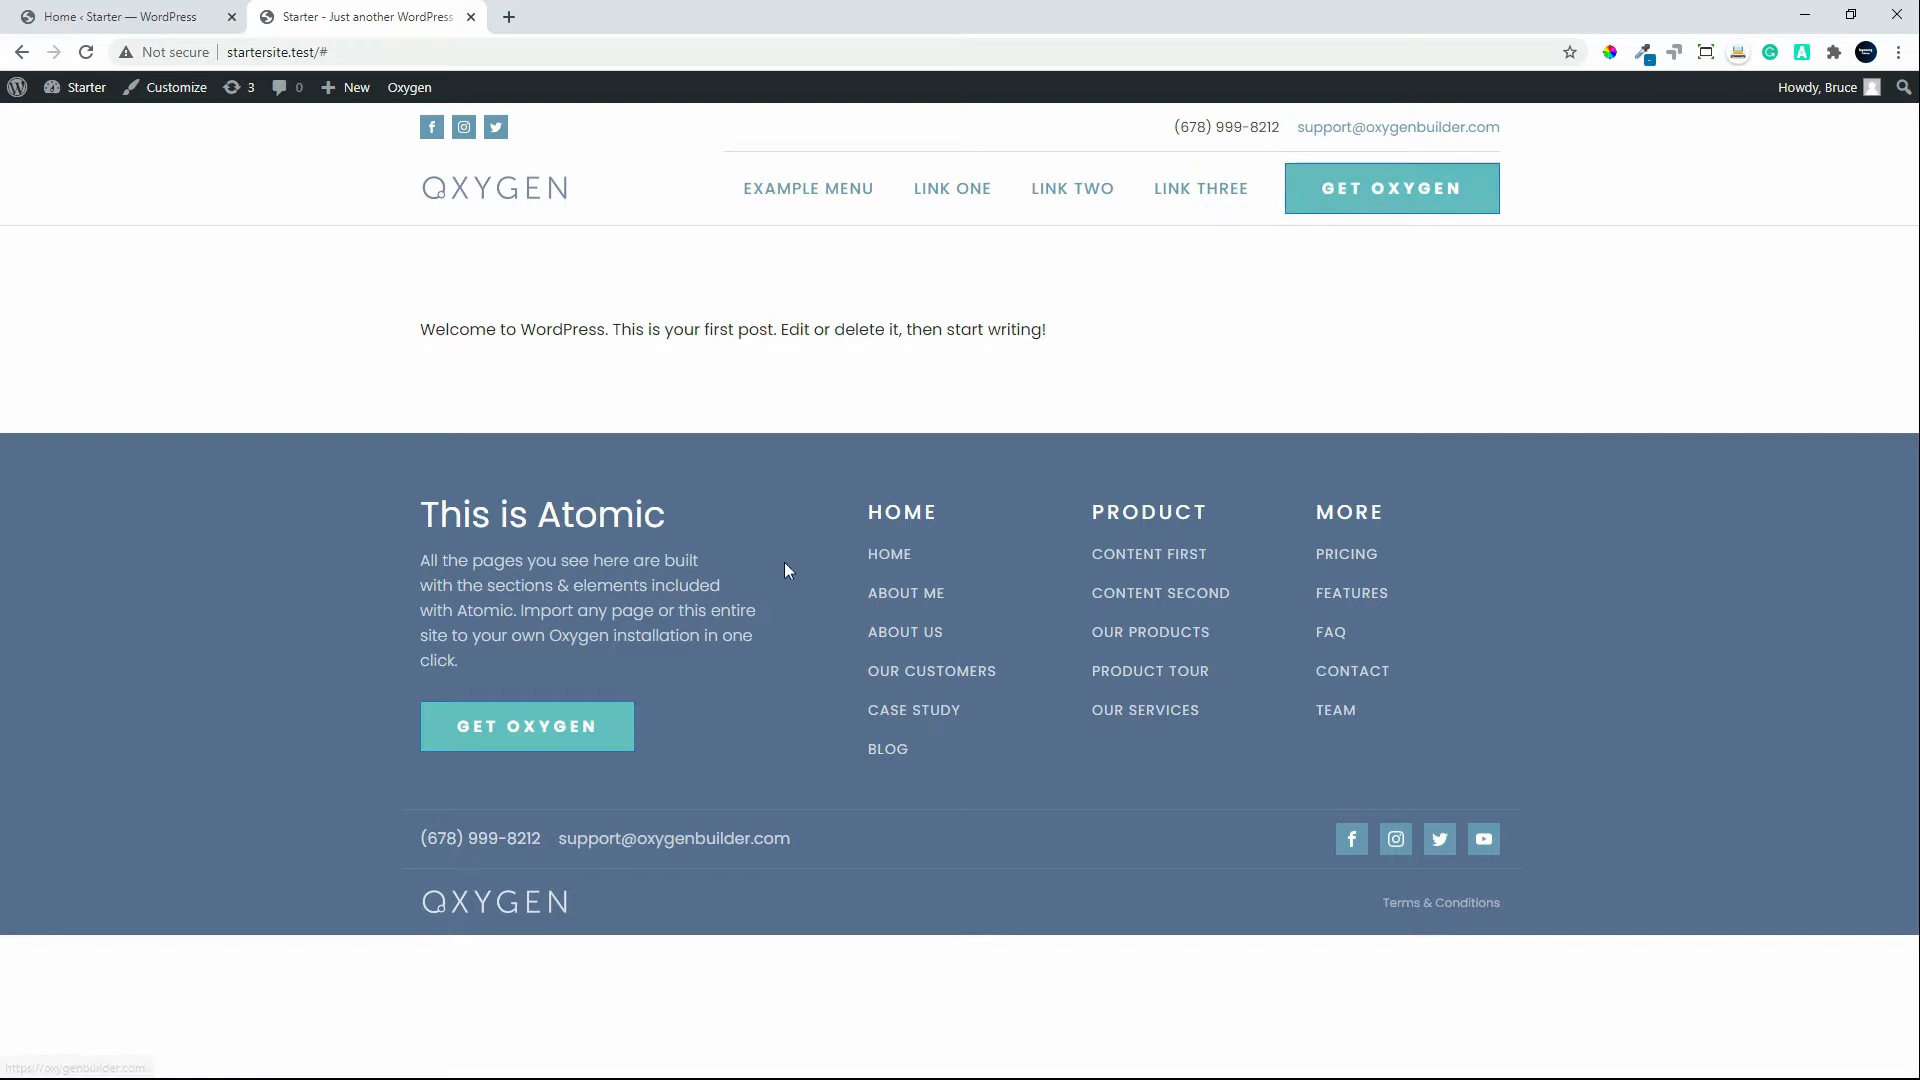 Home ‹ Starter — WordPress
Starter - Just another WordPress
Not secure
startersite.test/#
Starter
Customize
3
0
New
Oxygen
Howdy, Bruce
(678) 999-8212
support@oxygenbuilder.com
OXYGEN
EXAMPLE MENU
LINK ONE
LINK TWO
LINK THREE
GET OXYGEN
Welcome to WordPress. This is your first post. Edit or delete it, then start writing!
This is Atomic
All the pages you see here are built
with the sections & elements included
with Atomic. Import any page or this entire
site to your own Oxygen installation in one
click.
GET OXYGEN
HOME
HOME
ABOUT ME
ABOUT US
OUR CUSTOMERS
CASE STUDY
BLOG
PRODUCT
CONTENT FIRST
CONTENT SECOND
OUR PRODUCTS
PRODUCT TOUR
OUR SERVICES
MORE
PRICING
FEATURES
FAQ
CONTACT
TEAM
(678) 999-8212
support@oxygenbuilder.com
OXYGEN
Terms & Conditions
https://oxygenbuilder.com